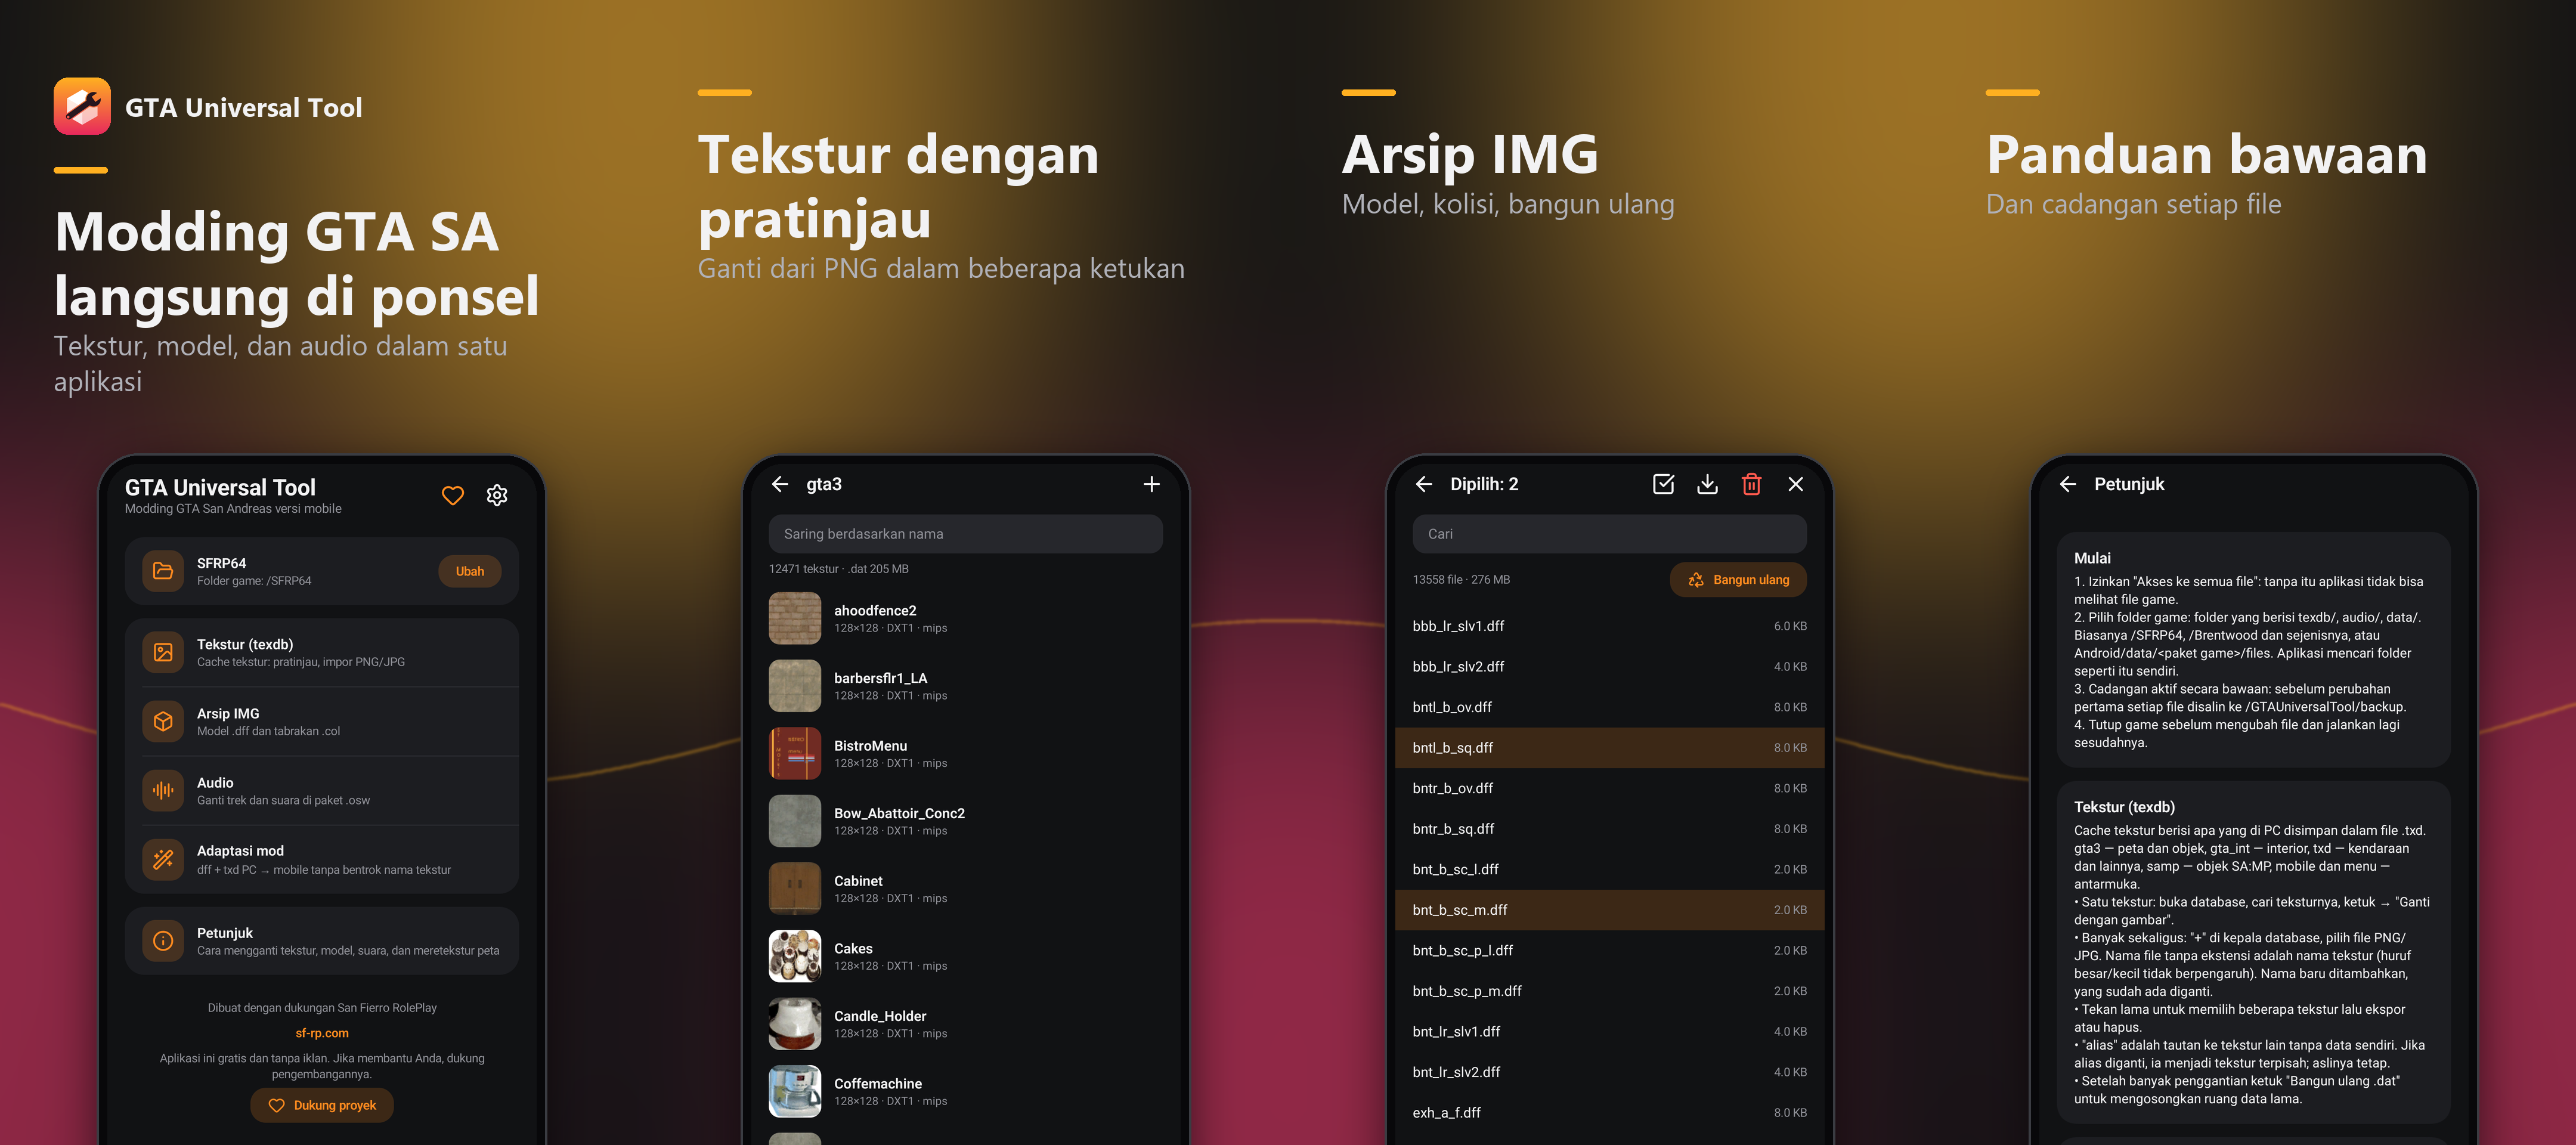 GTA Universal Tool
Modding GTA SA
langsung di ponsel
Tekstur, model, dan audio dalam satu
aplikasi
GTA Universal Tool
Modding GTA San Andreas versi mobile
SFRP64
Folder game: /SFRP64
Ubah
Tekstur (texdb)
Cache tekstur: pratinjau, impor PNG/JPG
Arsip IMG
Model .dff dan tabrakan .col
Audio
Ganti trek dan suara di paket .osw
Adaptasi mod
dff + txd PC → mobile tanpa bentrok nama tekstur
Petunjuk
Cara mengganti tekstur, model, suara, dan meretekstur peta
Dibuat dengan dukungan San Fierro RolePlay
sf-rp.com
Aplikasi ini gratis dan tanpa iklan. Jika membantu Anda, dukung
pengembangannya.
Dukung proyek
Tekstur dengan
pratinjau
Ganti dari PNG dalam beberapa ketukan
gta3
Saring berdasarkan nama
12471 tekstur · .dat 205 MB
ahoodfence2
128×128 · DXT1 · mips
barbersflr1_LA
128×128 · DXT1 · mips
BistroMenu
128×128 · DXT1 · mips
Bow_Abattoir_Conc2
128×128 · DXT1 · mips
Cabinet
128×128 · DXT1 · mips
Cakes
128×128 · DXT1 · mips
Candle_Holder
128×128 · DXT1 · mips
Coffemachine
128×128 · DXT1 · mips
Arsip IMG
Model, kolisi, bangun ulang
Dipilih: 2
Cari
13558 file · 276 MB
Bangun ulang
bbb_lr_slv1.dff 6.0 KB
bbb_lr_slv2.dff 4.0 KB
bntl_b_ov.dff 8.0 KB
bntl_b_sq.dff 8.0 KB
bntr_b_ov.dff 8.0 KB
bntr_b_sq.dff 8.0 KB
bnt_b_sc_l.dff 2.0 KB
bnt_b_sc_m.dff 2.0 KB
bnt_b_sc_p_l.dff 2.0 KB
bnt_b_sc_p_m.dff 2.0 KB
bnt_lr_slv1.dff 4.0 KB
bnt_lr_slv2.dff 4.0 KB
exh_a_f.dff 8.0 KB
Panduan bawaan
Dan cadangan setiap file
Petunjuk
Mulai
1. Izinkan "Akses ke semua file": tanpa itu aplikasi tidak bisa
melihat file game.
2. Pilih folder game: folder yang berisi texdb/, audio/, data/.
Biasanya /SFRP64, /Brentwood dan sejenisnya, atau
Android/data/<paket game>/files. Aplikasi mencari folder
seperti itu sendiri.
3. Cadangan aktif secara bawaan: sebelum perubahan
pertama setiap file disalin ke /GTAUniversalTool/backup.
4. Tutup game sebelum mengubah file dan jalankan lagi
sesudahnya.
Tekstur (texdb)
Cache tekstur berisi apa yang di PC disimpan dalam file .txd.
gta3 — peta dan objek, gta_int — interior, txd — kendaraan
dan lainnya, samp — objek SA:MP, mobile dan menu —
antarmuka.
• Satu tekstur: buka database, cari teksturnya, ketuk → "Ganti
dengan gambar".
• Banyak sekaligus: "+" di kepala database, pilih file PNG/
JPG. Nama file tanpa ekstensi adalah nama tekstur (huruf
besar/kecil tidak berpengaruh). Nama baru ditambahkan,
yang sudah ada diganti.
• Tekan lama untuk memilih beberapa tekstur lalu ekspor
atau hapus.
• "alias" adalah tautan ke tekstur lain tanpa data sendiri. Jika
alias diganti, ia menjadi tekstur terpisah; aslinya tetap.
• Setelah banyak penggantian ketuk "Bangun ulang .dat"
untuk mengosongkan ruang data lama.